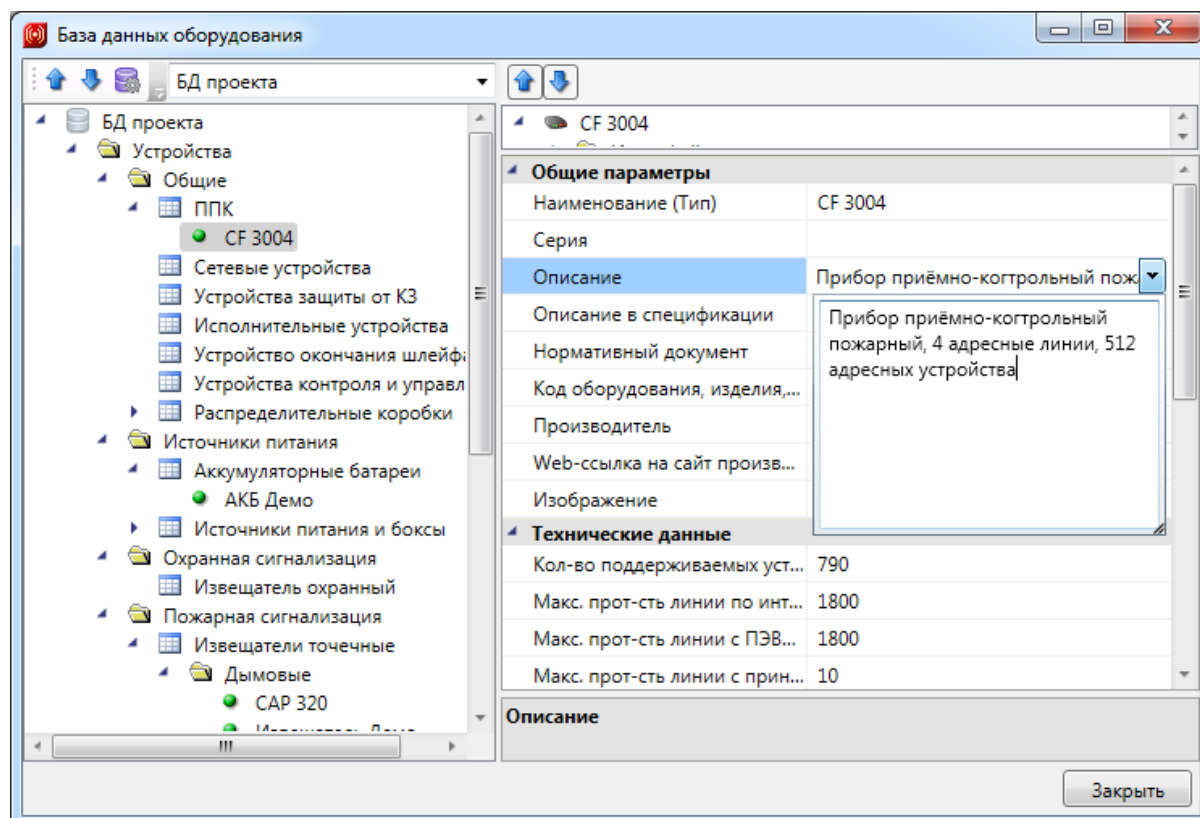 База данных оборудования
БД проекта
БД проекта
Устройства
Общие
ППК
CF 3004
Сетевые устройства
Устройства защиты от КЗ
Исполнительные устройства
Устройство окончания шлейф
Устройства контроля и управл
Распределительные коробки
Источники питания
Аккумуляторные батареи
АКБ Демо
Источники питания и боксы
Охранная сигнализация
Извещатель охранный
Пожарная сигнализация
Извещатели точечные
Дымовые
САР 320
CF 3004
Общие параметры
Наименование (Тип) CF 3004
Серия
Описание Прибор приёмно-когтрольный пож
Описание в спецификации
Нормативный документ
Код оборудования, изделия,...
Производитель
Web-ссылка на сайт произв...
Изображение
Прибор приёмно-когтрольный
пожарный, 4 адресные линии, 512
адресных устройства
Технические данные
Кол-во поддерживаемых уст... 790
Макс. прот-сть линии по инт... 1800
Макс. прот-сть линии с ПЭВ... 1800
Макс. прот-сть линии с прин... 10
Описание
Закрыть